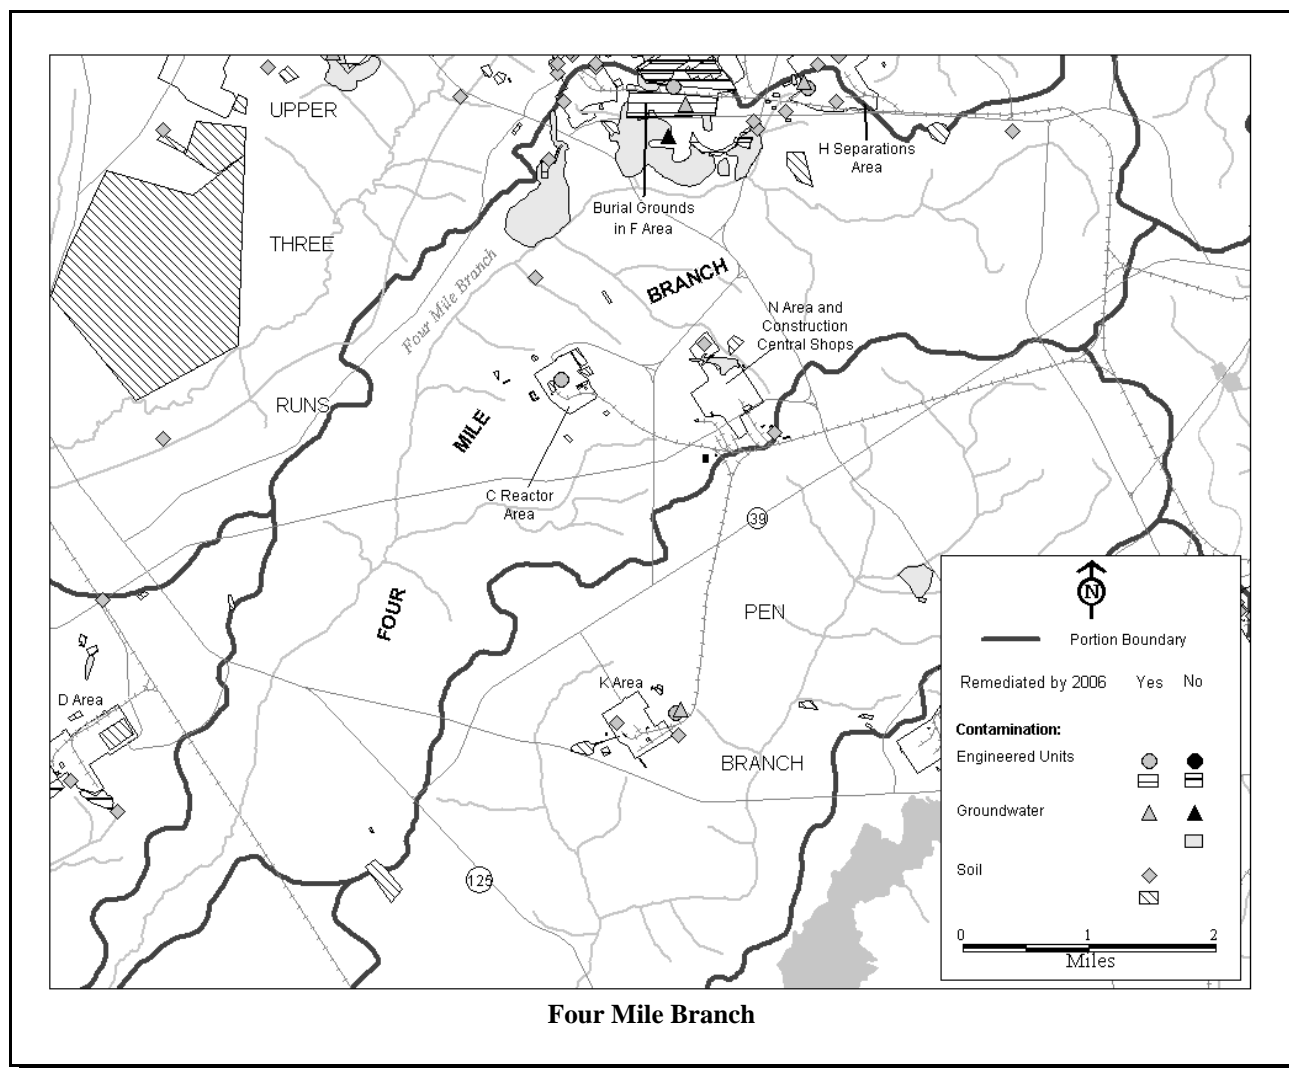 UPPER
H Separations
Area
Burial Grounds
in F Area
THREE
Four Mile Branch
BRANCH
N Area and
Construction
Central Shops
RUNS
MILE
C Reactor
Area
39
FOUR
PEN
K Area
D Area
BRANCH
125
N
Portion Boundary
Remediated by 2006 Yes No
Contamination:
Engineered Units
Groundwater
Soil
0 1 2
Miles
Four Mile Branch